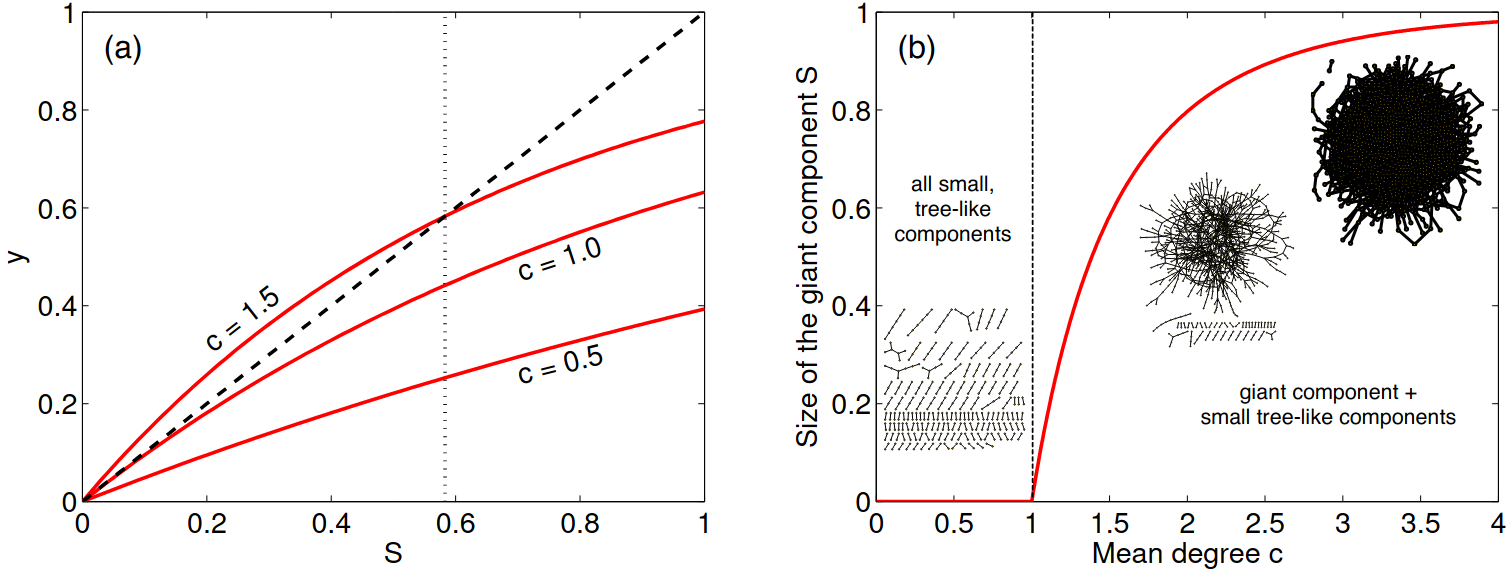 (a)
y
1
0.8
0.6
0.4
0.2
0
c = 1.5
c = 1.0
c = 0.5
0 0.2 0.4 0.6 0.8 1
S
(b)
Size of the giant component S
1
0.8
0.6
0.4
0.2
0
all small,
tree-like
components
giant component +
small tree-like components
0 0.5 1 1.5 2 2.5 3 3.5 4
Mean degree c